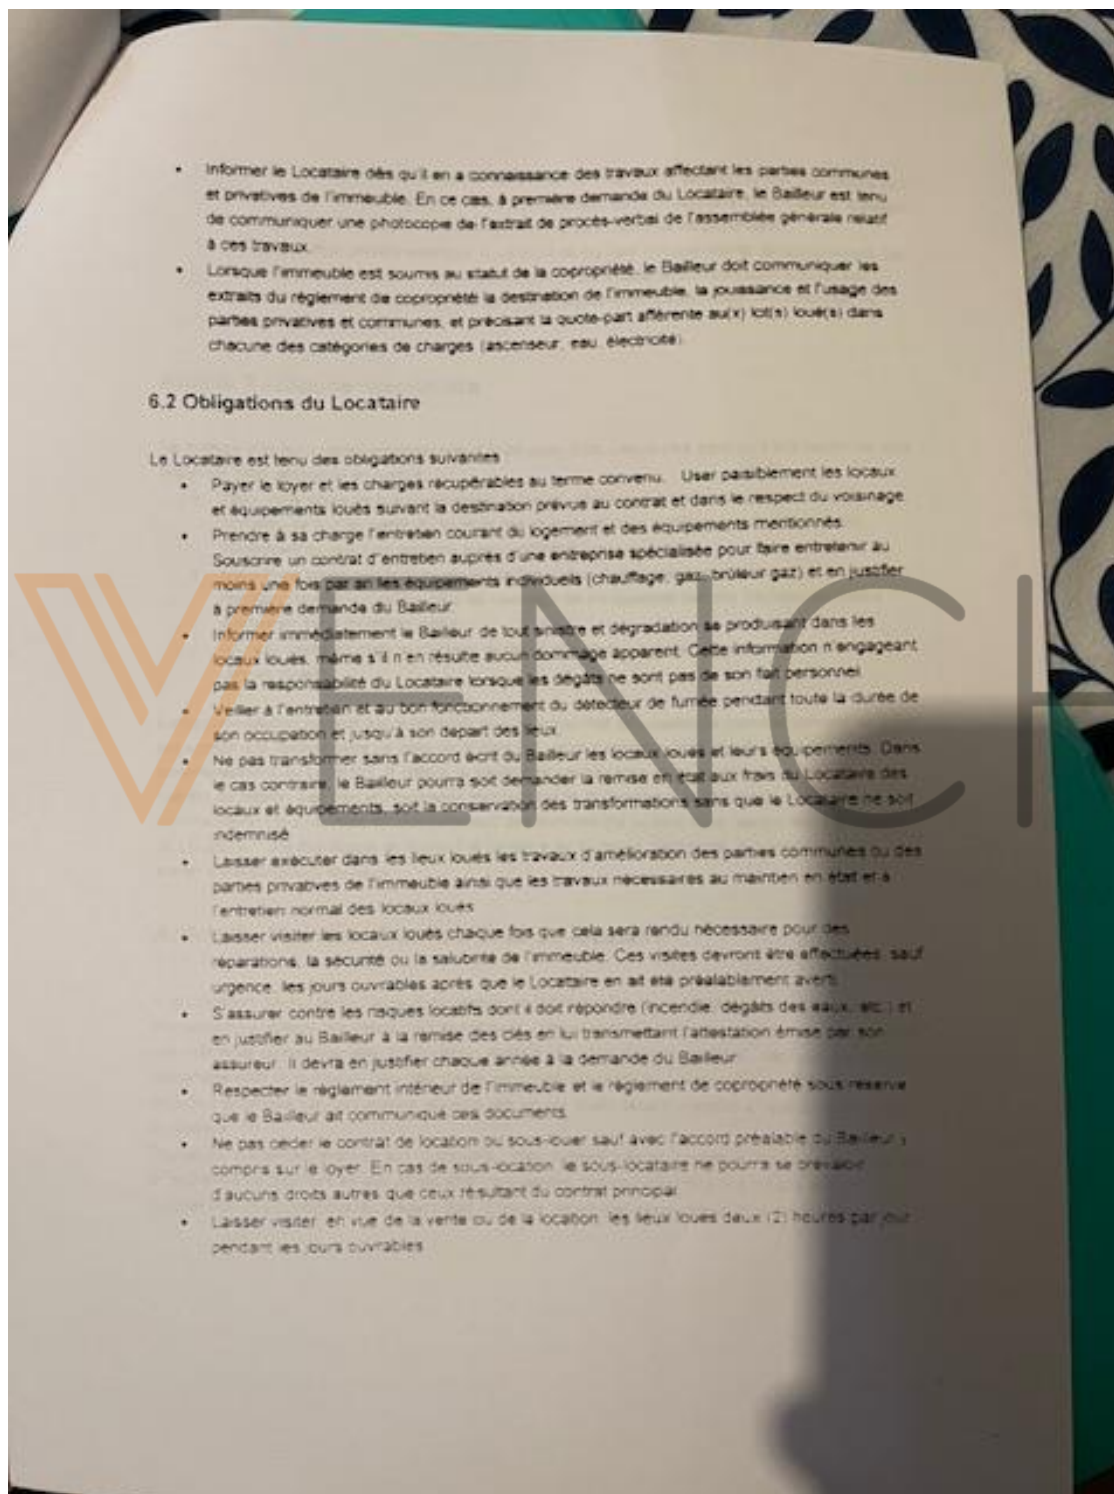 • Informer le Locataire dès qu'il en a connaissance des travaux affectant les parties communes
et privatives de l'immeuble. En ce cas, à première demande du Locataire, le Bailleur est tenu
de communiquer une photocopie de l'extrait de procès-verbal de l'assemblée générale relatif
à ces travaux.
• Lorsque l'immeuble est soumis au statut de la copropriété, le Bailleur doit communiquer les
extraits du règlement de copropriété la destination de l'immeuble, la jouissance et l'usage des
parties privatives et communes, et précisant la quote-part afférente au(x) lot(s) loué(s) dans
chacune des catégories de charges (ascenseur, eau, électricité).
6.2 Obligations du Locataire
Le Locataire est tenu des obligations suivantes
• Payer le loyer et les charges récupérables au terme convenu. User paisiblement les locaux
et équipements loués suivant la destination prévue au contrat et dans le respect du voisinage
• Prendre à sa charge l'entretien courant du logement et des équipements mentionnés.
Souscrire un contrat d'entretien auprès d'une entreprise spécialisée pour faire entretenir au
moins une fois par an les équipements individuels (chauffage, gaz, brûleur gaz) et en justifier
à première demande du Bailleur.
• Informer immédiatement le Bailleur de tout sinistre et dégradation se produisant dans les
locaux loués, même s'il n'en résulte aucun dommage apparent. Cette information n'engageant
pas la responsabilité du Locataire lorsque les dégâts ne sont pas de son fait personnel.
• Veiller à l'entretien et au bon fonctionnement du détecteur de fumée pendant toute la durée de
son occupation et jusqu'à son départ des lieux.
• Ne pas transformer sans l'accord écrit du Bailleur les locaux loués et leurs équipements. Dans
le cas contraire, le Bailleur pourra soit demander la remise en état aux frais du Locataire des
locaux et équipements, soit la conservation des transformations sans que le Locataire ne soit
indemnisé
• Laisser exécuter dans les lieux loués les travaux d'amélioration des parties communes ou des
parties privatives de l'immeuble ainsi que les travaux nécessaires au maintien en état et à
l'entretien normal des locaux loués
• Laisser visiter les locaux loués chaque fois que cela sera rendu nécessaire pour des
réparations, la sécurité ou la salubrité de l'immeuble. Ces visites devront être effectuées, sauf
urgence, les jours ouvrables après que le Locataire en ait été préalablement averti.
• S'assurer contre les risques locatifs dont il doit répondre (incendie, dégâts des eaux, etc.) et
en justifier au Bailleur à la remise des clés en lui transmettant l'attestation émise par son
assureur. Il devra en justifier chaque année à la demande du Bailleur
• Respecter le règlement intérieur de l'immeuble et le règlement de copropriété sous réserve
que le Bailleur ait communiqué ces documents.
• Ne pas céder le contrat de location ou sous-louer sauf avec l'accord préalable du Bailleur y
compris sur le loyer. En cas de sous-location, le sous-locataire ne pourra se prévaloir
d'aucuns droits autres que ceux résultant du contrat principal
• Laisser visiter, en vue de la vente ou de la location, les lieux loués deux (2) heures par jour
pendant les jours ouvrables
VENCH